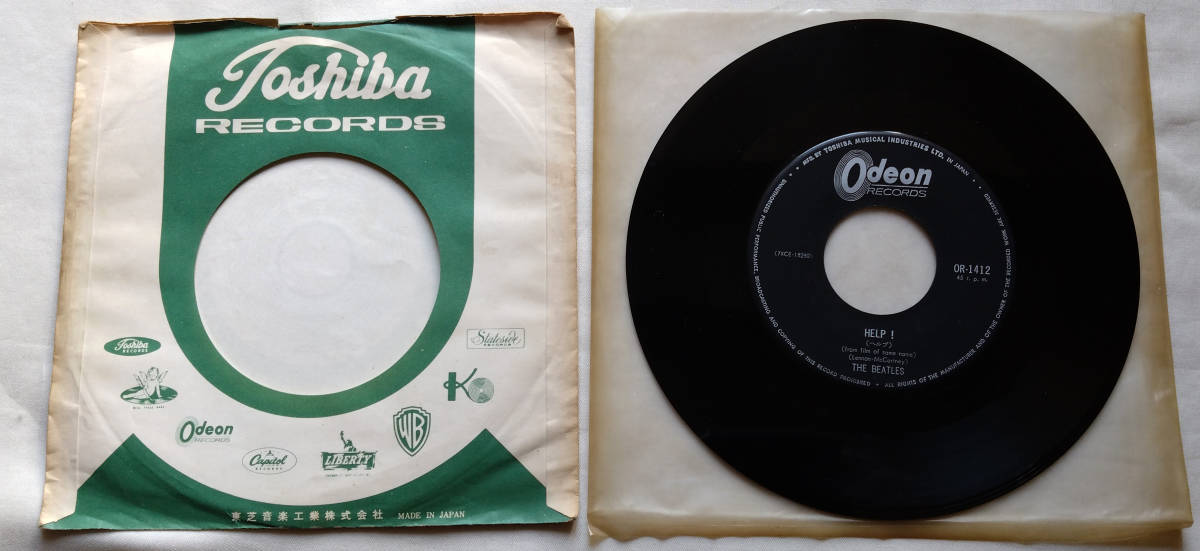 Toshiba
RECORDS
Toshiba
RECORDS
Stateside
RECORDS
K
Odeon
RECORDS
WB
Capitol
RECORDS
LIBERTY
東芝音楽工業株式会社 MADE IN JAPAN
MFD. BY TOSHIBA MUSICAL INDUSTRIES LTD. IN JAPAN
Odeon
RECORDS
OR-1412
45 r. p. m.
HELP !
(ヘルプ)
(from film of same name)
(Lennon-McCartney)
THE BEATLES
UNAUTHORIZED PUBLIC PERFORMANCE, BROADCASTING AND COPYING OF THIS RECORD PROHIBITED • ALL RIGHTS OF THE MANUFACTURER AND OF THE OWNER OF THE RECORDED WORK ARE RESERVED